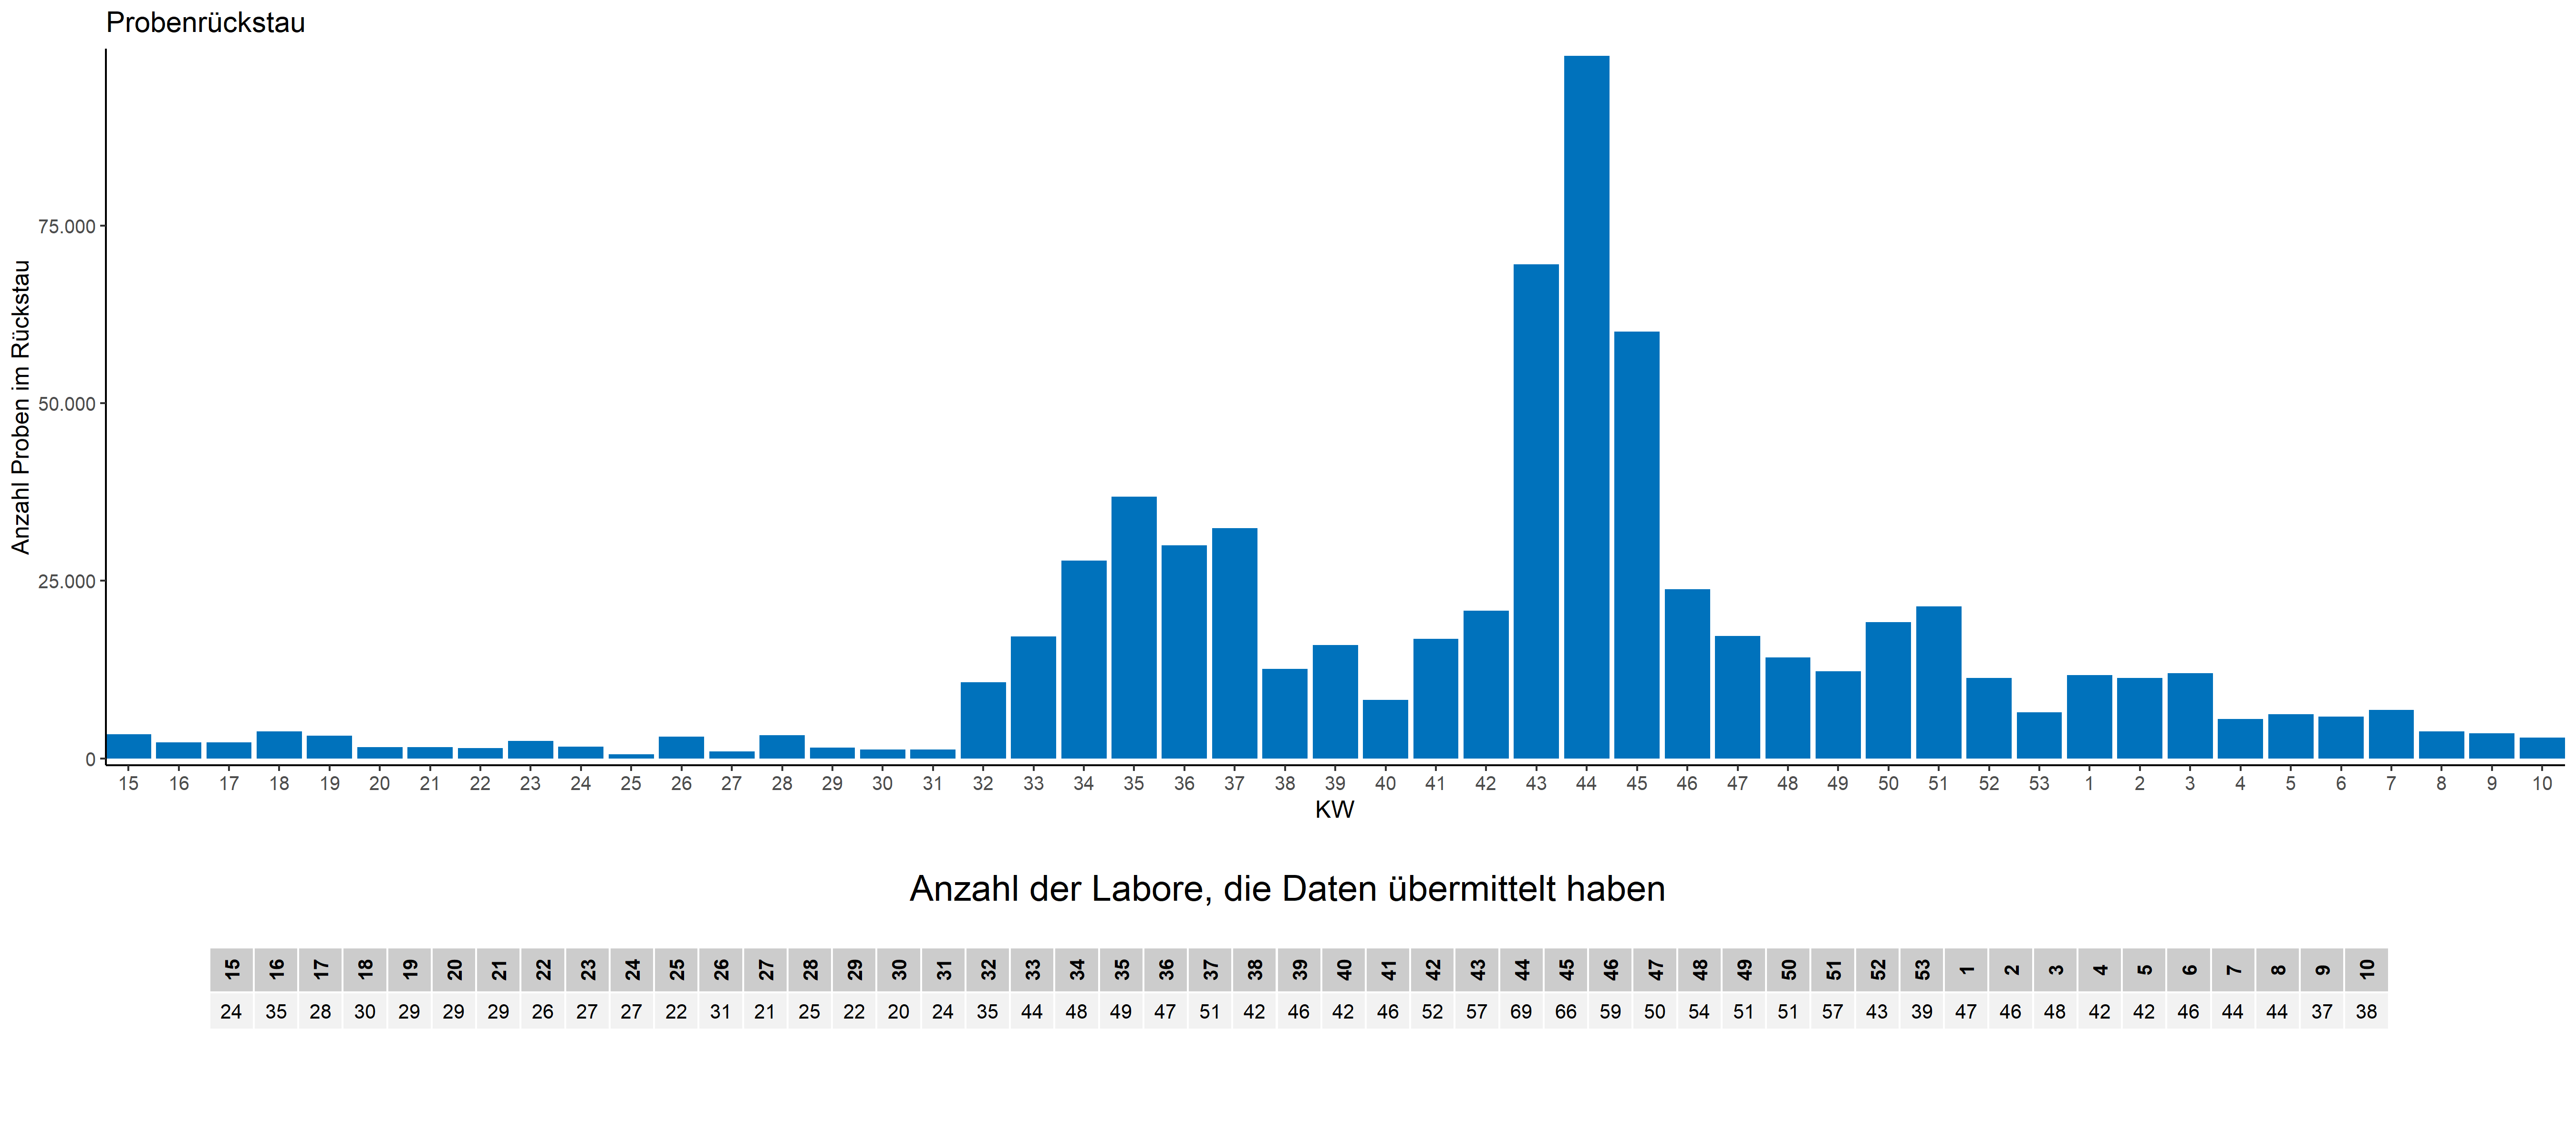 Probenrückstau
Anzahl Proben im Rückstau
75.000
50.000
25.000
0
15 16 17 18 19 20 21 22 23 24 25 26 27 28 29 30 31 32 33 34 35 36 37 38 39 40 41 42 43 44 45 46 47 48 49 50 51 52 53 1 2 3 4 5 6 7 8 9 10
KW
Anzahl der Labore, die Daten übermittelt haben
15 16 17 18 19 20 21 22 23 24 25 26 27 28 29 30 31 32 33 34 35 36 37 38 39 40 41 42 43 44 45 46 47 48 49 50 51 52 53 1 2 3 4 5 6 7 8 9 10
24 35 28 30 29 29 29 26 27 27 22 31 21 25 22 20 24 35 44 48 49 47 51 42 46 42 46 52 57 69 66 59 50 54 51 51 57 43 39 47 46 48 42 42 46 44 44 37 38